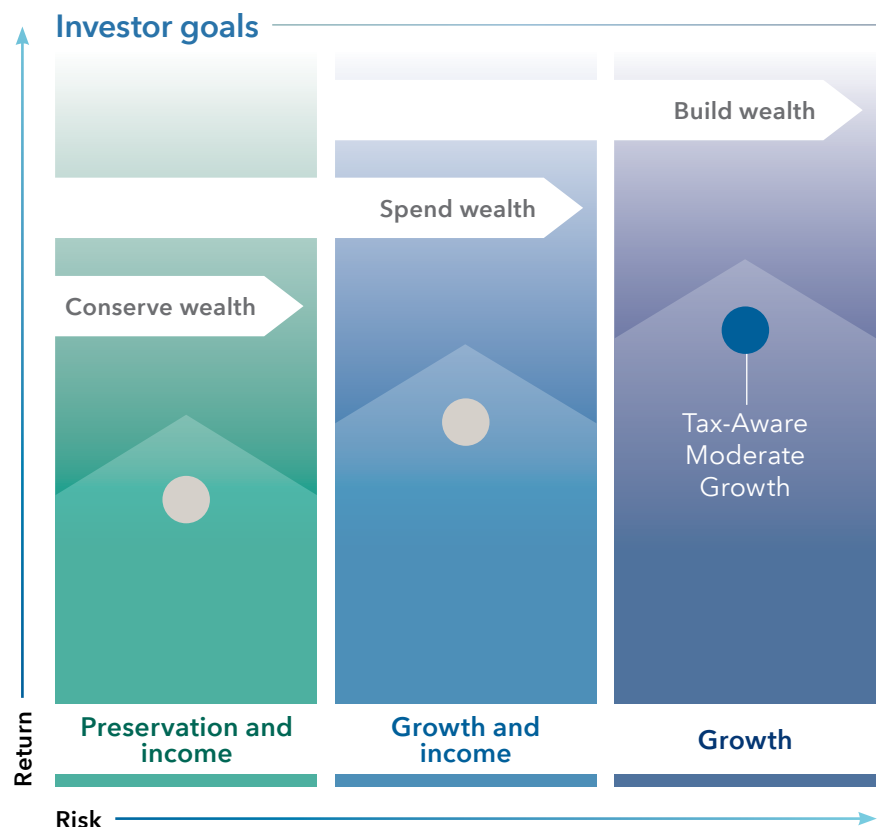 Investor goals
Build wealth
Spend wealth
Conserve wealth
Tax-Aware
Moderate
Growth
Return
Preservation and
income
Growth and
income
Growth
Risk